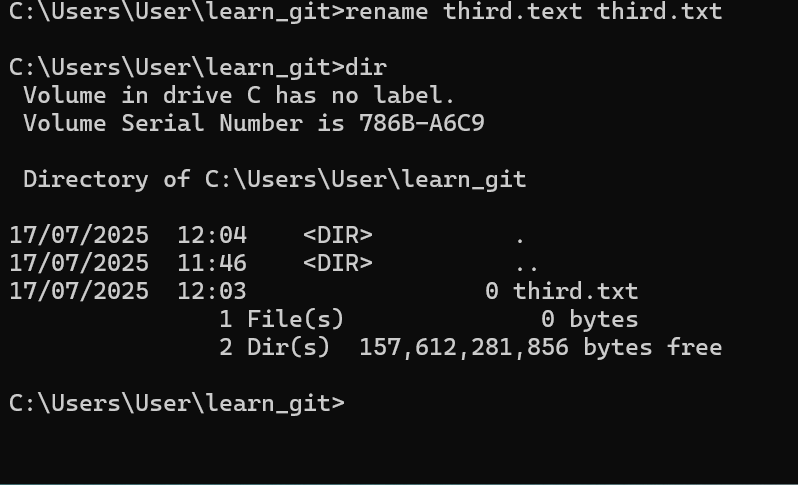 C:\Users\User\learn_git>rename third.text third.txt
C:\Users\User\learn_git>dir
 Volume in drive C has no label.
 Volume Serial Number is 786B-A6C9
 Directory of C:\Users\User\learn_git
17/07/2025  12:04    <DIR>          .
17/07/2025  11:46    <DIR>          ..
17/07/2025  12:03                 0 third.txt
               1 File(s)              0 bytes
               2 Dir(s)  157,612,281,856 bytes free
C:\Users\User\learn_git>